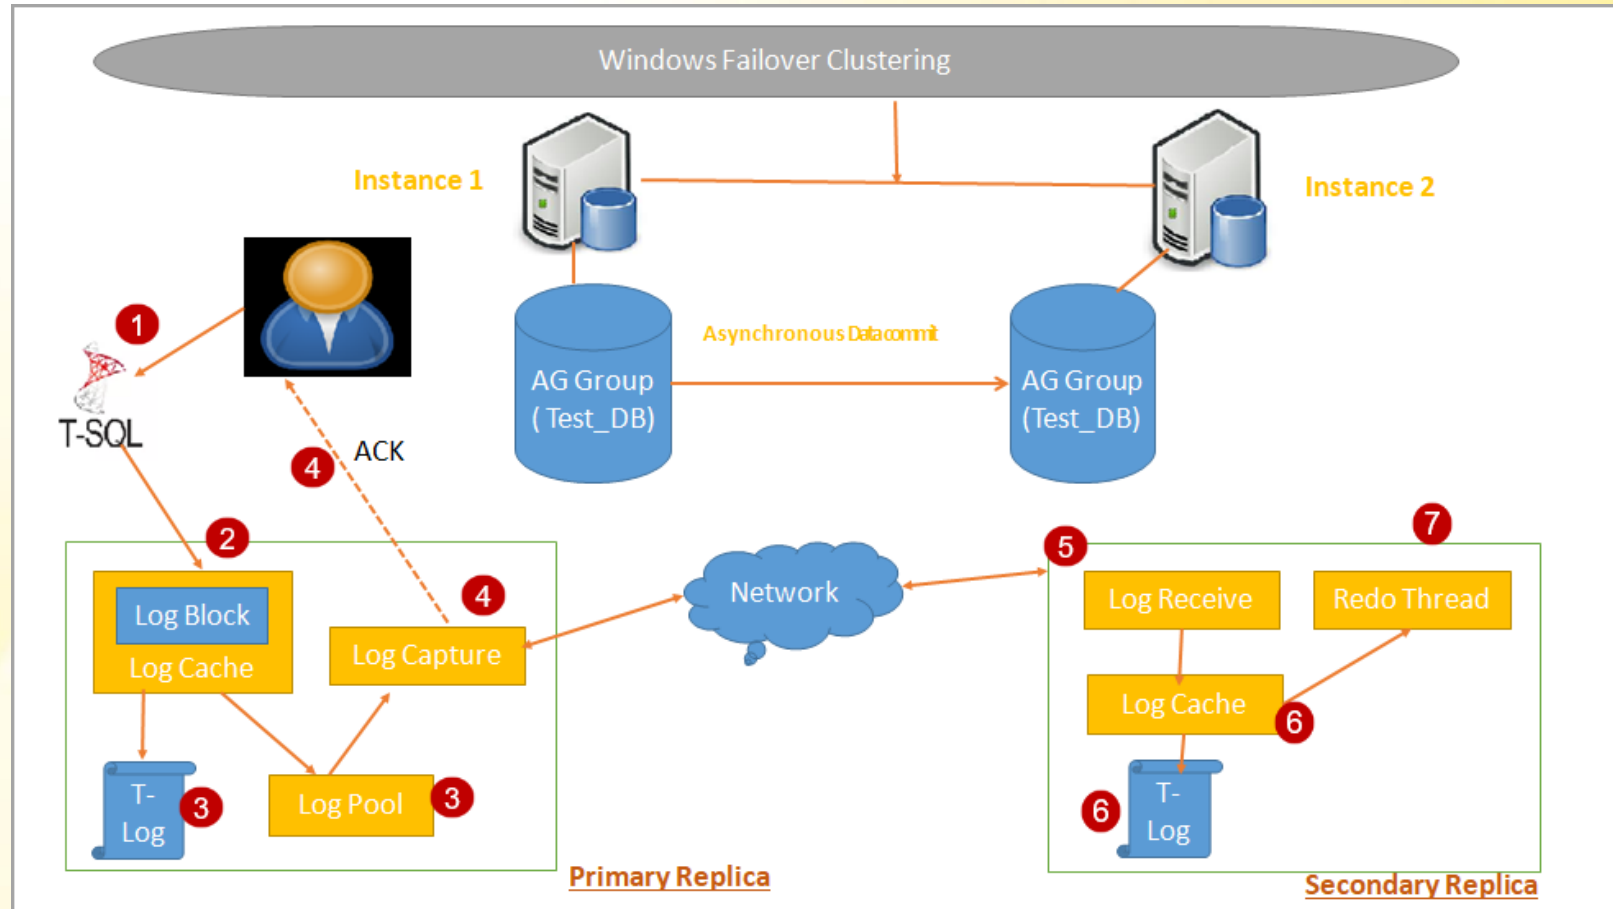 Windows Failover Clustering
Instance 1
Instance 2
1
T-SQL
ACK
4
AG Group
( Test_DB)
Asynchronous Data commit
AG Group
(Test_DB)
2
Log Block
Log Cache
4
Log Capture
T-
Log
3
Log Pool
3
Primary Replica
Network
5
7
Log Receive
Redo Thread
Log Cache
6
6
T-
Log
Secondary Replica